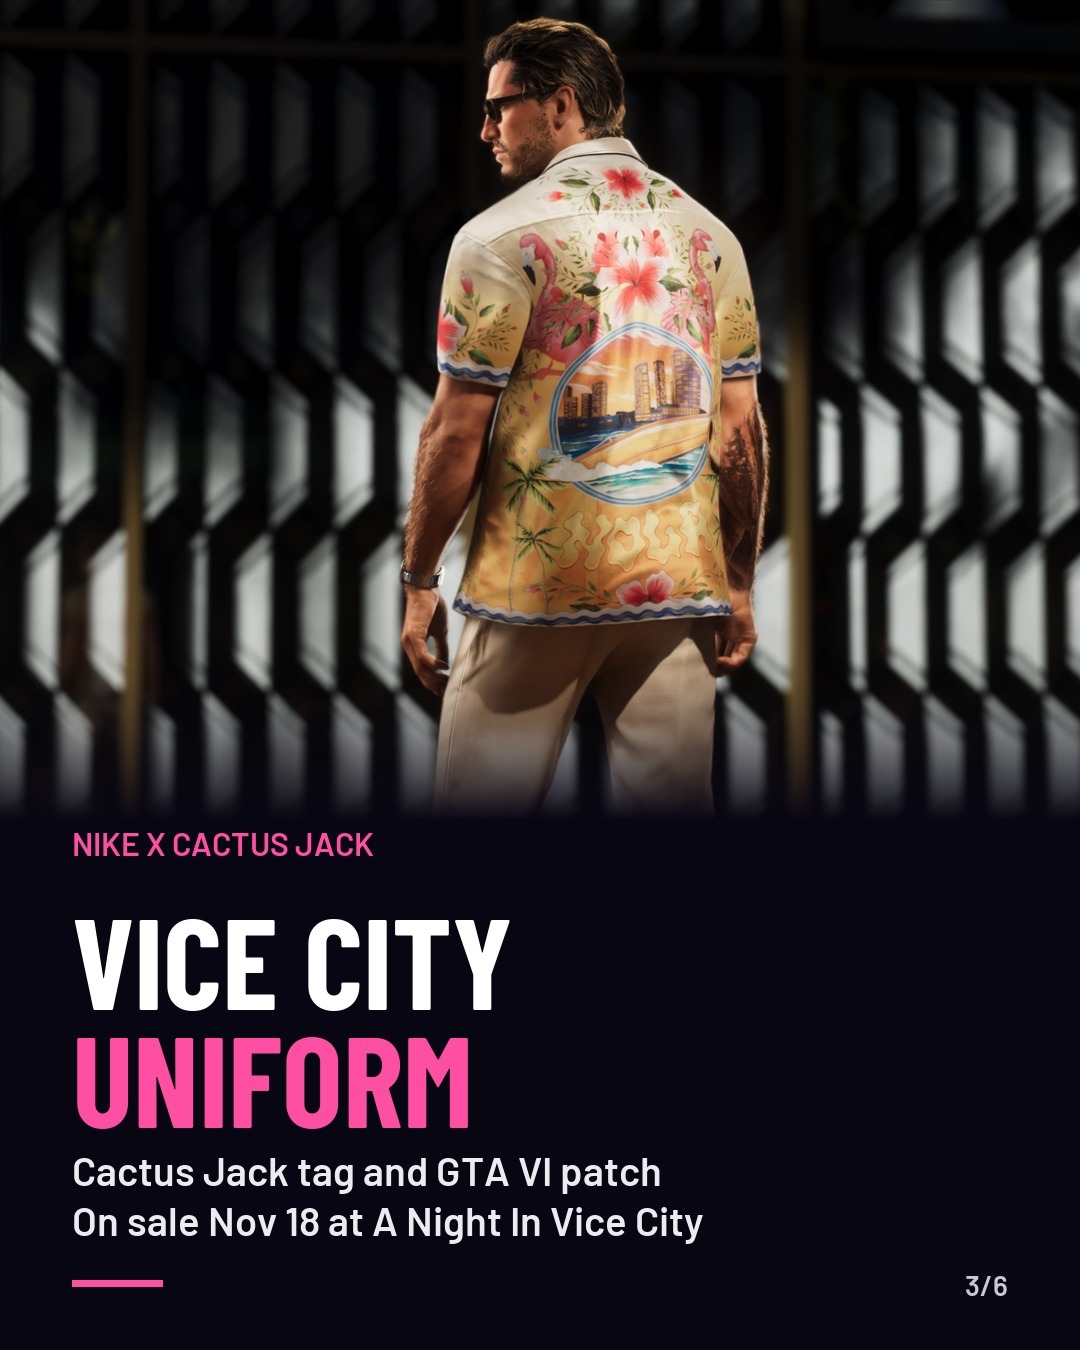 NIKE X CACTUS JACK
VICE CITY
UNIFORM
Cactus Jack tag and GTA VI patch
On sale Nov 18 at A Night In Vice City
3/6